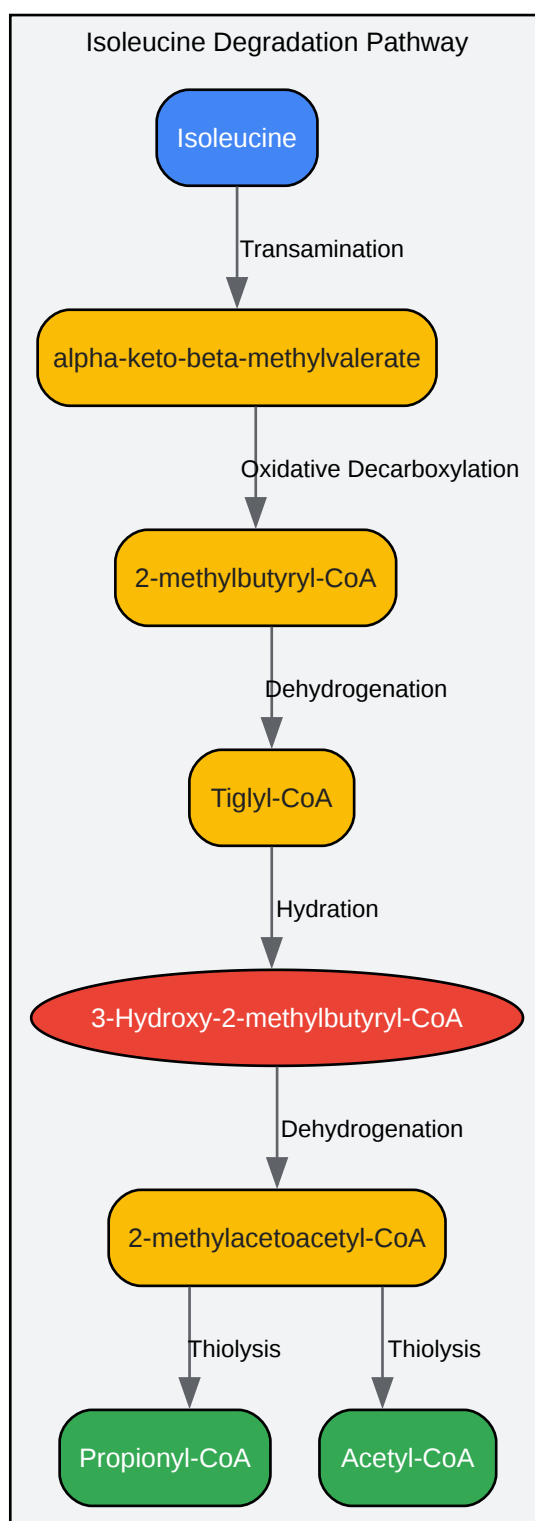 Isoleucine Degradation Pathway
Isoleucine
Transamination
alpha-keto-beta-methylvalerate
Oxidative Decarboxylation
2-methylbutyryl-CoA
Dehydrogenation
Tiglyl-CoA
Hydration
3-Hydroxy-2-methylbutyryl-CoA
Dehydrogenation
2-methylacetoacetyl-CoA
Thiolysis
Thiolysis
Propionyl-CoA
Acetyl-CoA